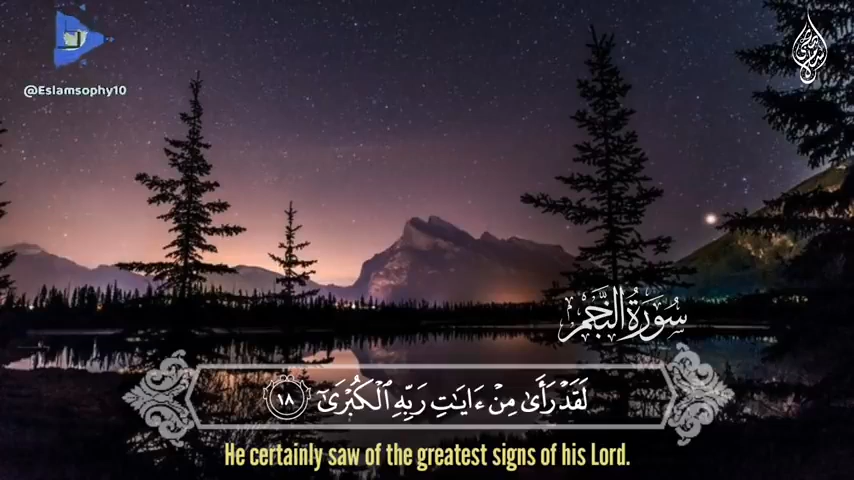 @Eslamsophy10
سُورَةُ النَّجْمِ
لَقَدْ رَأَىٰ مِنْ ءَايَٰتِ رَبِّهِ ٱلْكُبْرَىٰٓ ١٨
He certainly saw of the greatest signs of his Lord.